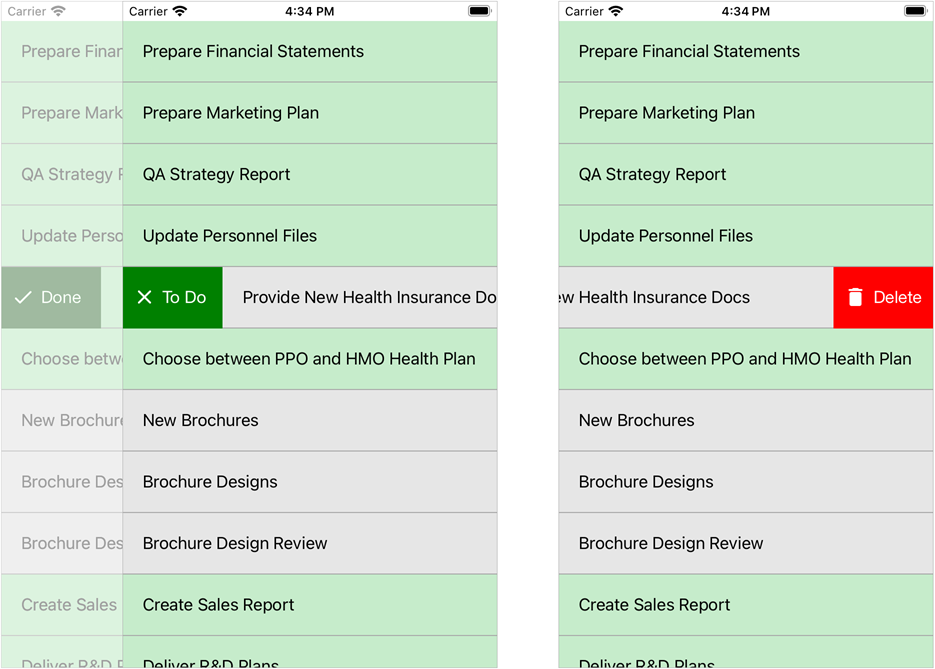 Carrier
Prepare Finan
Prepare Mark
QA Strategy
Update Perso
Done
Choose betw
New Brochure
Brochure Des
Brochure Des
Create Sales
Deliver R&D
Carrier 4:34 PM
Prepare Financial Statements
Prepare Marketing Plan
QA Strategy Report
Update Personnel Files
To Do Provide New Health Insurance Do
Choose between PPO and HMO Health Plan
New Brochures
Brochure Designs
Brochure Design Review
Create Sales Report
Deliver R&D Plans
Carrier 4:34 PM
Prepare Financial Statements
Prepare Marketing Plan
QA Strategy Report
Update Personnel Files
ew Health Insurance Docs Delete
Choose between PPO and HMO Health Plan
New Brochures
Brochure Designs
Brochure Design Review
Create Sales Report
Deliver R&D Plans